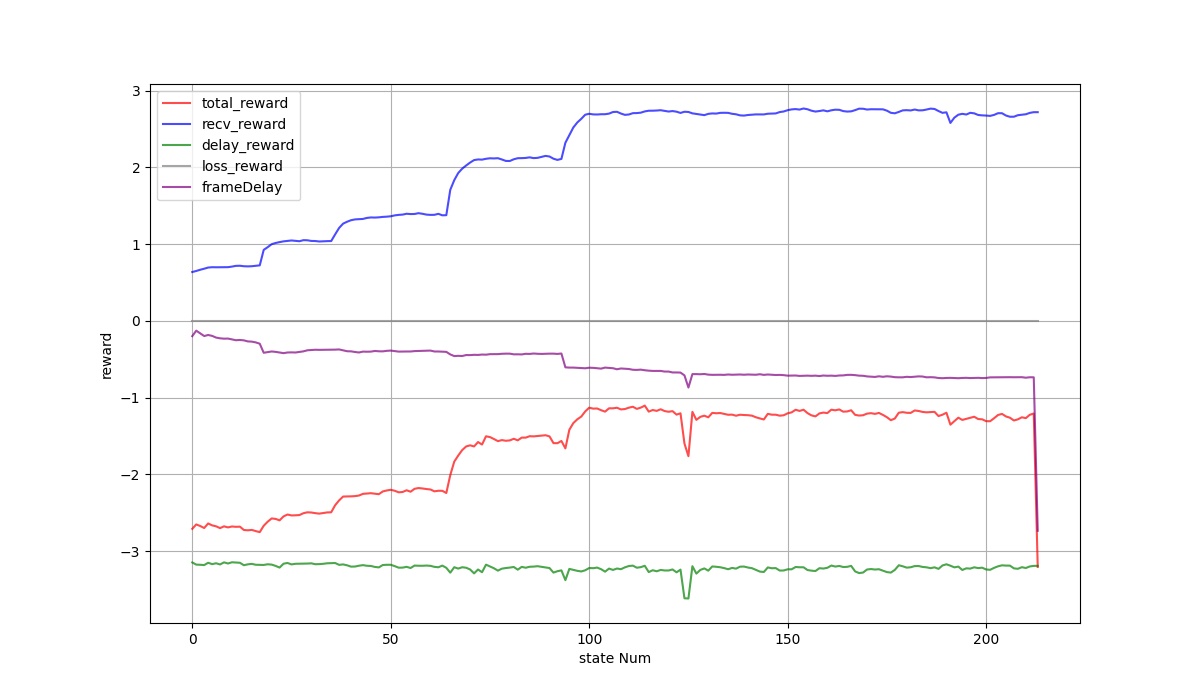 total_reward
recv_reward
delay_reward
loss_reward
frameDelay
3
2
1
0
−1
−2
−3
reward
0 50 100 150 200
state Num